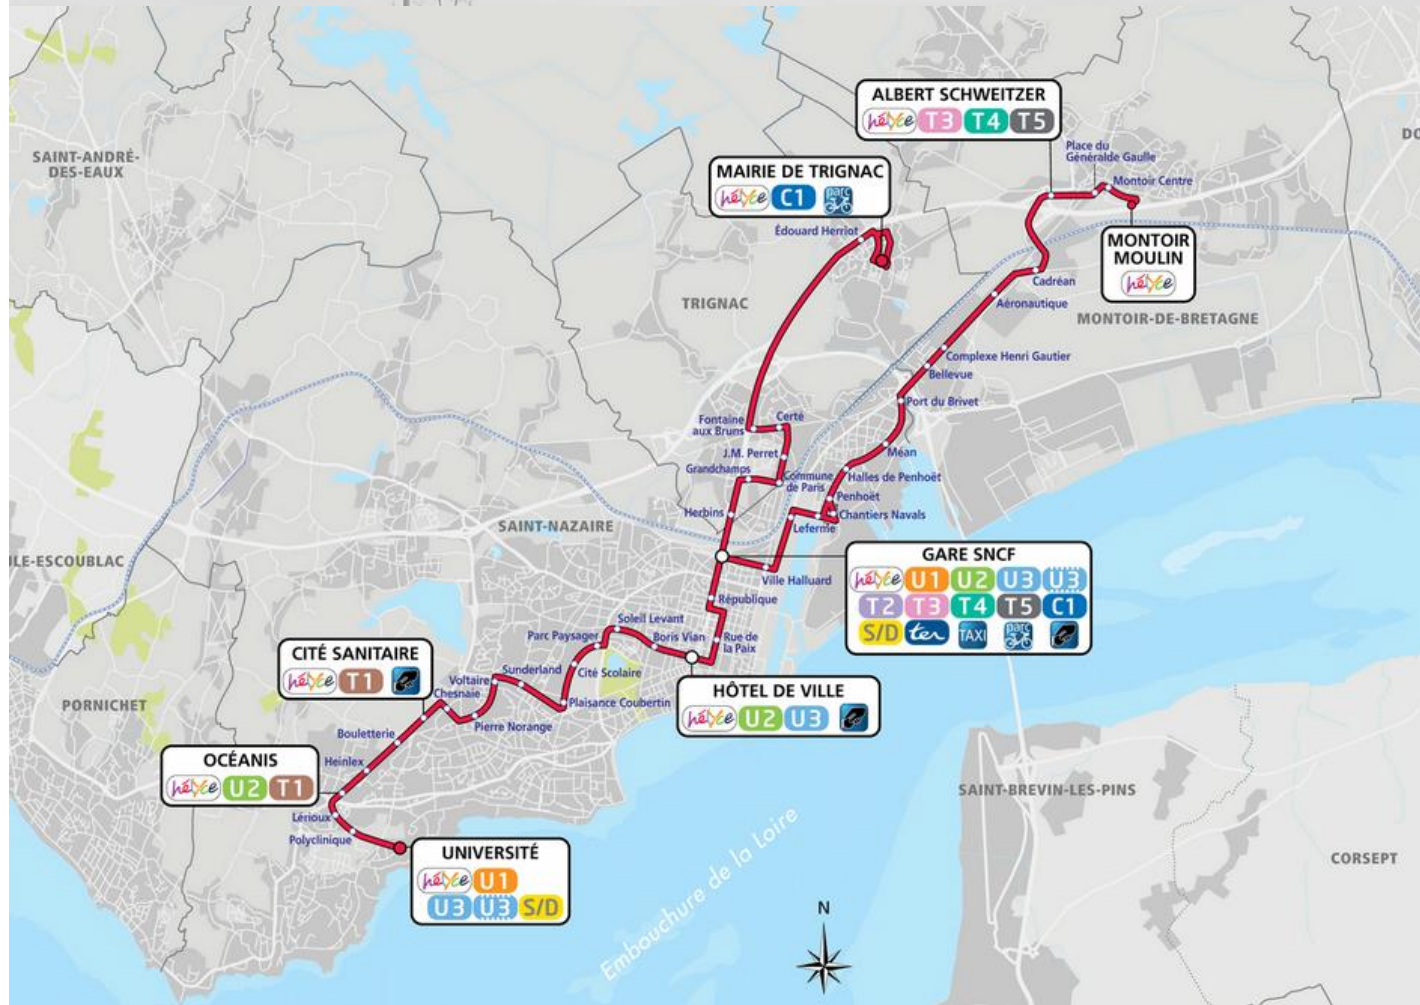 ALBERT SCHWEITZER
hélYce T3 T4 T5
DO
SAINT-ANDRÉ-
DES-EAUX
Place du
Généralde Gaulle
MAIRIE DE TRIGNAC
hélYce C1 parc
Montoir Centre
Édouard Herriot
MONTOIR
MOULIN
hélYce
Cadréan
TRIGNAC
Aéronautique
MONTOIR-DE-BRETAGNE
Complexe Henri Gautier
Bellevue
Port du Brivet
Fontaine
aux Bruns
Certé
J.M. Perret
Méan
Grandchamps
Commune
de Paris
Halles de Penhoët
Penhoët
Herbins
Chantiers Navals
SAINT-NAZAIRE
Leferme
ULE-ESCOUBLAC
GARE SNCF
hélYce U1 U2 U3 U3
T2 T3 T4 T5 C1
S/D ter TAXI parc
Ville Halluard
République
Soleil Levant
Parc Paysager
Boris Vian
Rue de
la Paix
CITÉ SANITAIRE
hélYce T1
Sunderland
Cité Scolaire
Voltaire
Chesnaie
HÔTEL DE VILLE
hélYce U2 U3
PORNICHET
Plaisance Coubertin
Pierre Norange
Bouletterie
OCÉANIS
hélYce U2 T1
Heinlex
SAINT-BREVIN-LES-PINS
Lérioux
Polyclinique
Embouchure de la Loire
UNIVERSITÉ
hélYce U1
U3 U3 S/D
CORSEPT
N